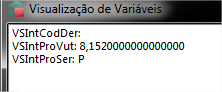 Visualização de Variáveis
VSIntCodDer:
VSIntProVut: 8,1520000000000000
VSIntProSer: P